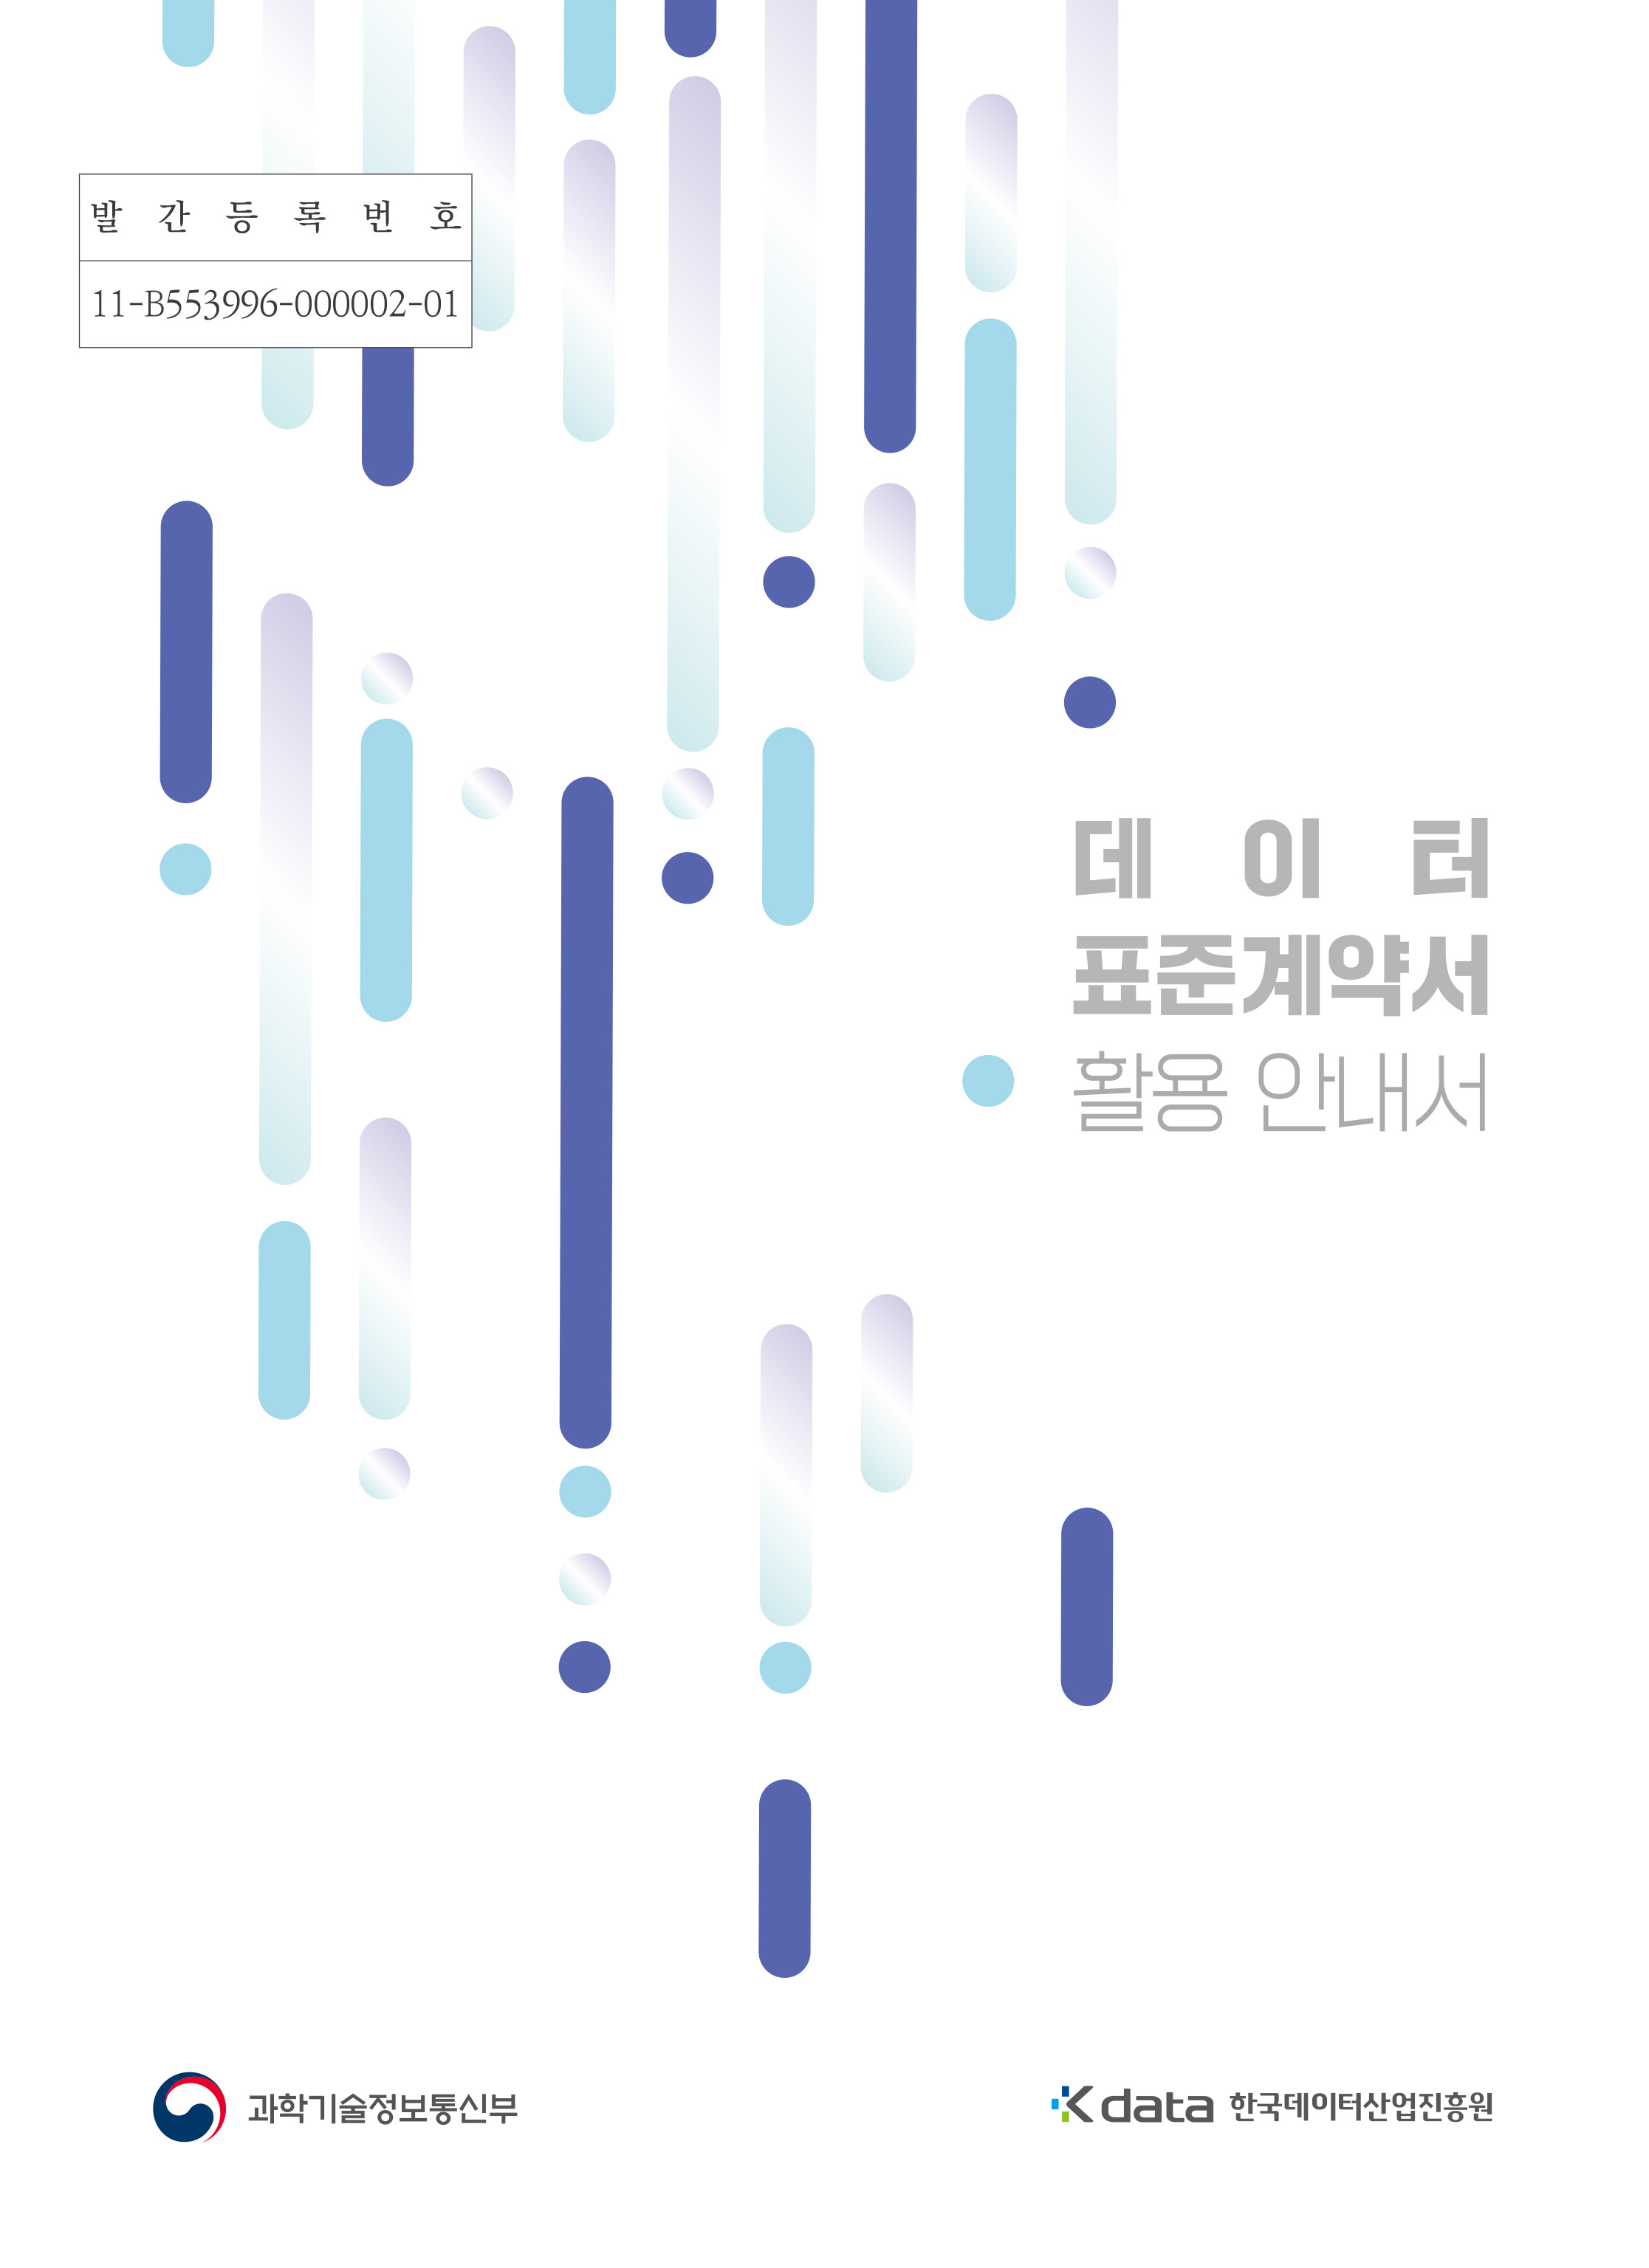 발 간 등 록 번 호
11-B553996-000002-01
데 이 터
표준계약서
활용 안내서
과학기술정보통신부
K data 한국데이터산업진흥원